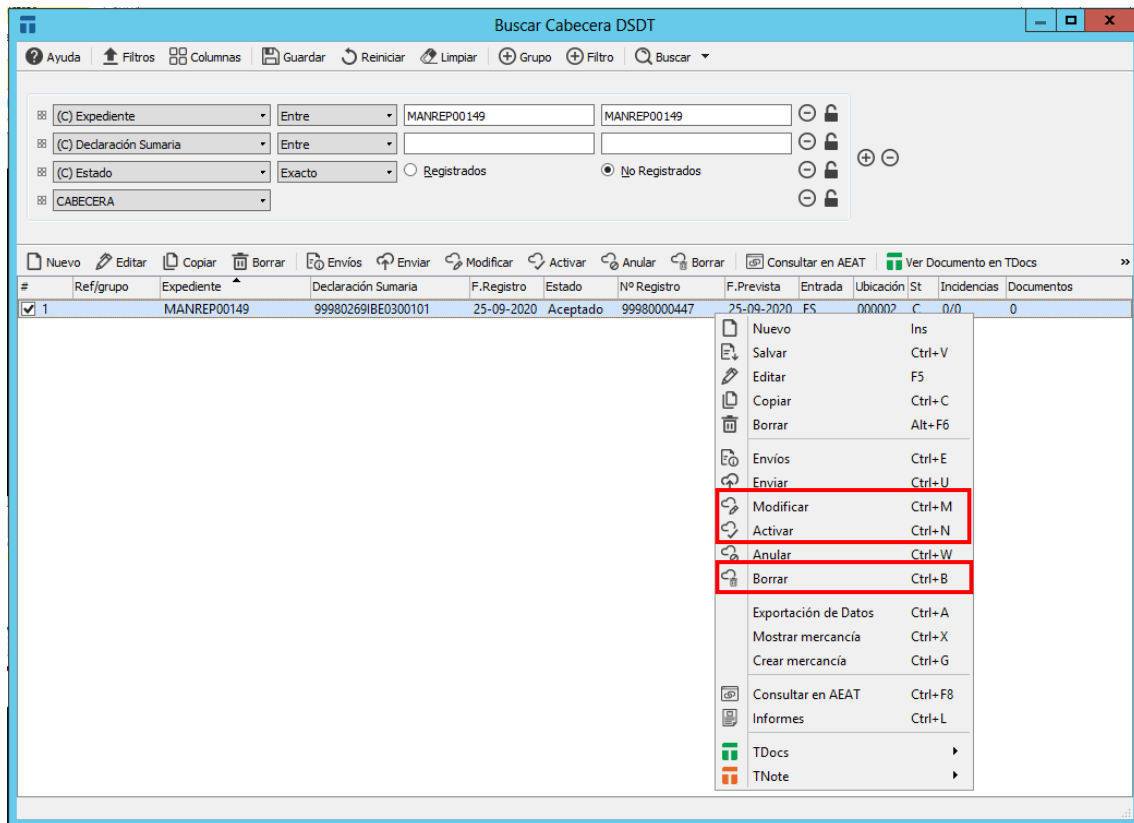 Buscar Cabecera DSDT
Ayuda Filtros Columnas Guardar Reiniciar Limpiar Grupo Filtro Buscar
(C) Expediente Entre MANREP00149 MANREP00149
(C) Declaración Sumaria Entre
(C) Estado Exacto Registrados No Registrados
CABECERA
Nuevo Editar Copiar Borrar Envíos Enviar Modificar Activar Anular Borrar Consultar en AEAT Ver Documento en TDocs »
# Ref/grupo Expediente Declaración Sumaria F.Registro Estado Nº Registro F.Prevista Entrada Ubicación St Incidencias Documentos
1 MANREP00149 99980269IBE0300101 25-09-2020 Aceptado 99980000447 25-09-2020 ES 000002 C 0/0 0
Nuevo Ins
Salvar Ctrl+V
Editar F5
Copiar Ctrl+C
Borrar Alt+F6
Envíos Ctrl+E
Enviar Ctrl+U
Modificar Ctrl+M
Activar Ctrl+N
Anular Ctrl+W
Borrar Ctrl+B
Exportación de Datos Ctrl+A
Mostrar mercancía Ctrl+X
Crear mercancía Ctrl+G
Consultar en AEAT Ctrl+F8
Informes Ctrl+L
TDocs
TNote